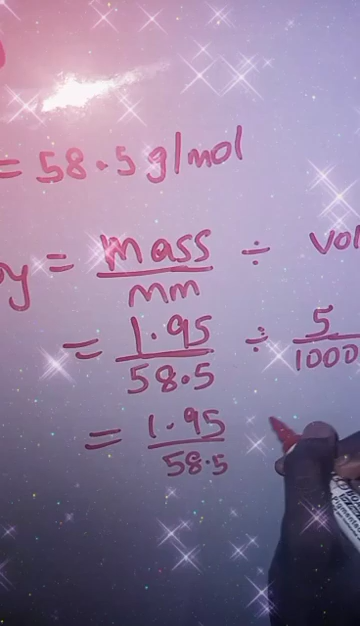 = 58.5 g/mol
y = mass ÷ vol
mm
= 1.95 ÷ 5
58.5 1000
= 1.95
58.5